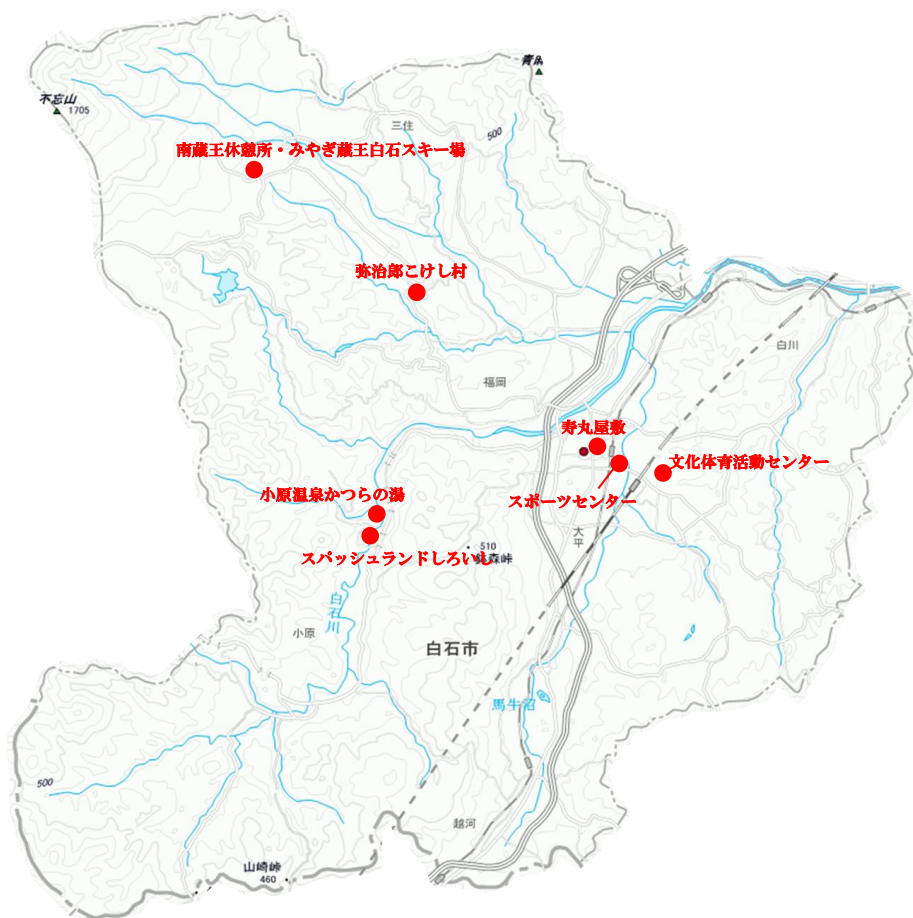 青麻
不忘山
1705
三住
500
南蔵王休憩所・みやぎ蔵王白石スキー場
弥治郎こけし村
白川
福岡
寿丸屋敷
文化体育活動センター
小原温泉かつらの湯
スポーツセンター
大平
510
スパッシュランドしろいし
森峠
白石川
小原
白石市
馬牛沼
500
越河
山崎峠
460